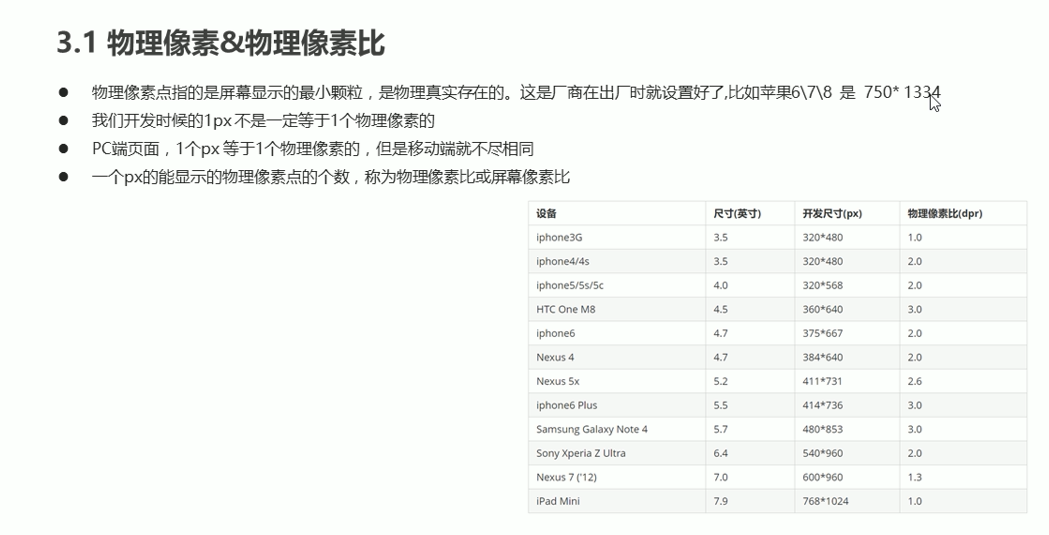 3.1 物理像素&物理像素比
● 物理像素点指的是屏幕显示的最小颗粒，是物理真实存在的。这是厂商在出厂时就设置好了,比如苹果6\7\8 是 750* 1334
● 我们开发时候的1px 不是一定等于1个物理像素的
● PC端页面，1个px 等于1个物理像素的，但是移动端就不尽相同
● 一个px的能显示的物理像素点的个数，称为物理像素比或屏幕像素比
设备 尺寸(英寸) 开发尺寸(px) 物理像素比(dpr)
iphone3G 3.5 320*480 1.0
iphone4/4s 3.5 320*480 2.0
iphone5/5s/5c 4.0 320*568 2.0
HTC One M8 4.5 360*640 3.0
iphone6 4.7 375*667 2.0
Nexus 4 4.7 384*640 2.0
Nexus 5x 5.2 411*731 2.6
iphone6 Plus 5.5 414*736 3.0
Samsung Galaxy Note 4 5.7 480*853 3.0
Sony Xperia Z Ultra 6.4 540*960 2.0
Nexus 7 ('12) 7.0 600*960 1.3
iPad Mini 7.9 768*1024 1.0